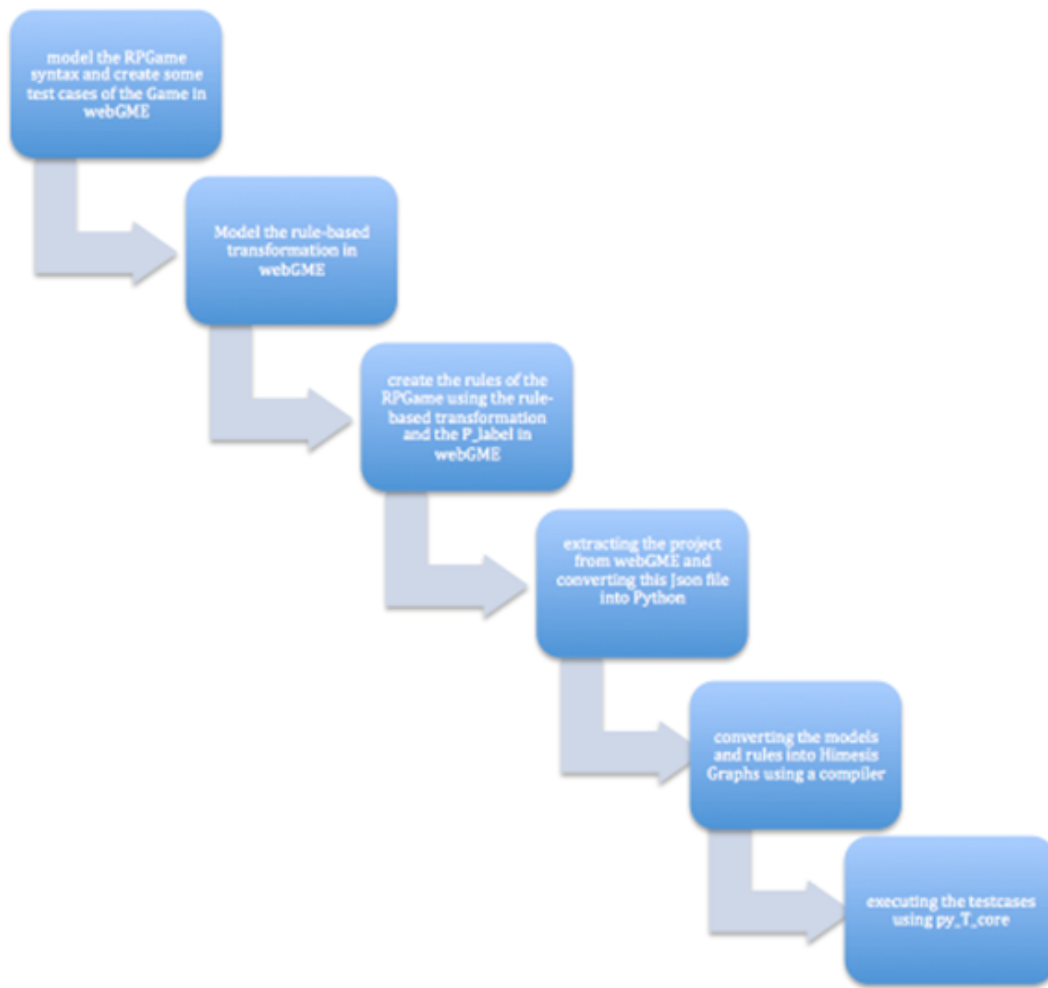 model the RPGame
syntax and create some
test cases of the Game in
webGME
Model the rule-based
transformation in
webGME
create the rules of the
RPGame using the rule-
based transformation
and the P_label in
webGME
extracting the project
from webGME and
converting this Json file
into Python
converting the models
and rules into Himesis
Graphs using a compiler
executing the testcases
using py_T_core